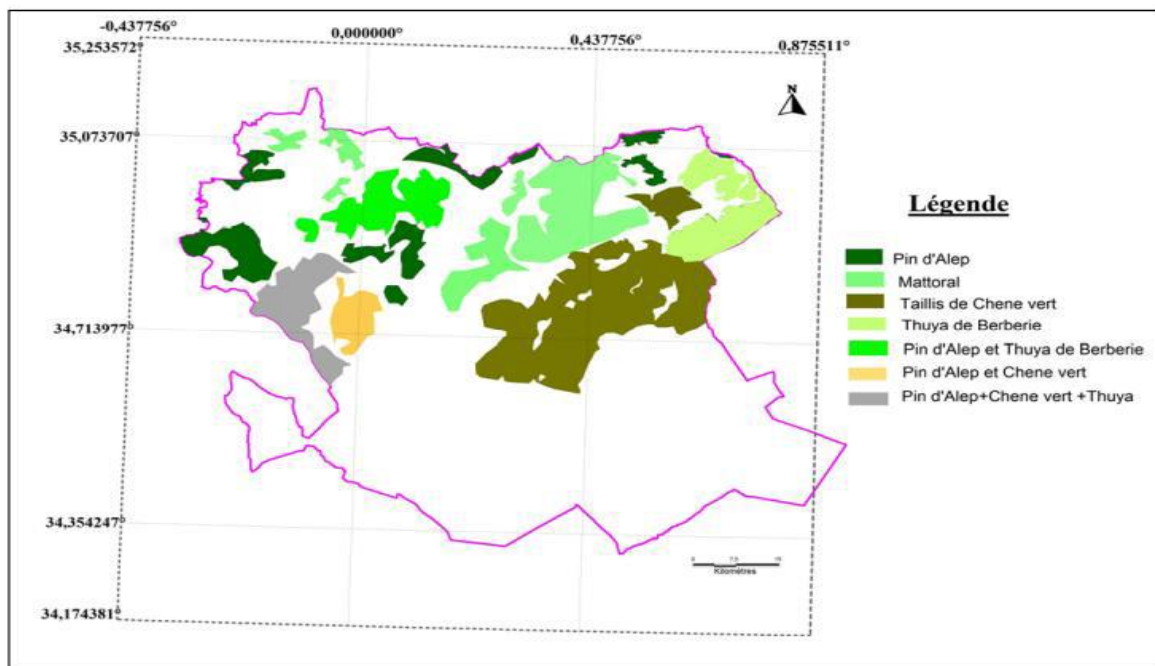 -0,437756°
0,000000°
0,437756°
0,875511°
35,253572°
35,073707°
34,713977°
34,354247°
34,174381°
N
Légende
Pin d'Alep
Mattoral
Taillis de Chene vert
Thuya de Berberie
Pin d'Alep et Thuya de Berberie
Pin d'Alep et Chene vert
Pin d'Alep+Chene vert +Thuya
Kilomètres